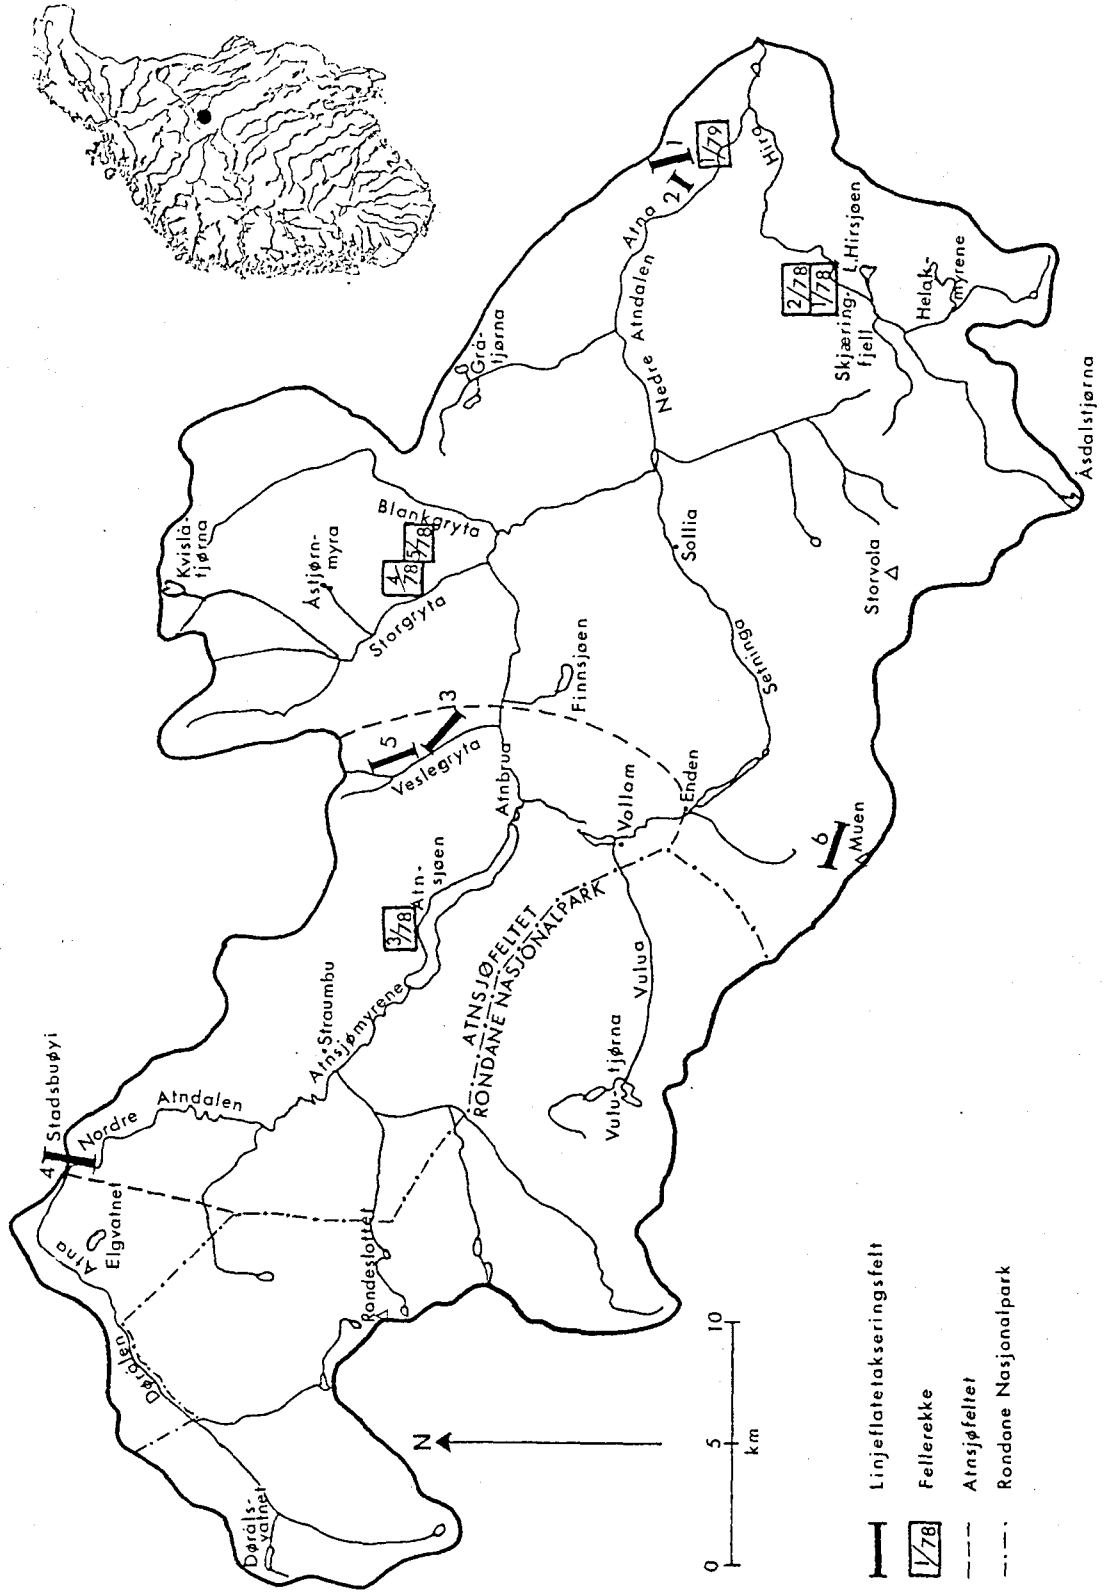 4
Stadsbuøyi
Nordre
Atndalen
Atna
Elgvatnet
Dørålen
Døråls-
vatnet
Rondeslottet
Straumbu
Atnsjømyrene
3/78
Atn-
sjøen
ATNSJØFELTET
RONDANE NASJONALPARK
Vulu-
tjørna
Vulua
Vollom
Enden
6
Muen
Atnbrua
Veslegryta
5
3
Finnsjøen
Setninga
Sollia
Storvola
Kvislå-
tjørna
Åstjørn-
myra
Storgryta
4/78
5/78
Blankgryta
Grå-
tjørna
Nedre Atndalen
Atna
1
2
1/79
Hira
2/78
1/78
Skjæring-
fjell
L.Hirsjøen
Helaks-
myrene
Åsdalstjørna
N
0 5 10
km
Linjeflatetakseringsfelt
1/78 Fellerekke
Atnsjøfeltet
Rondane Nasjonalpark